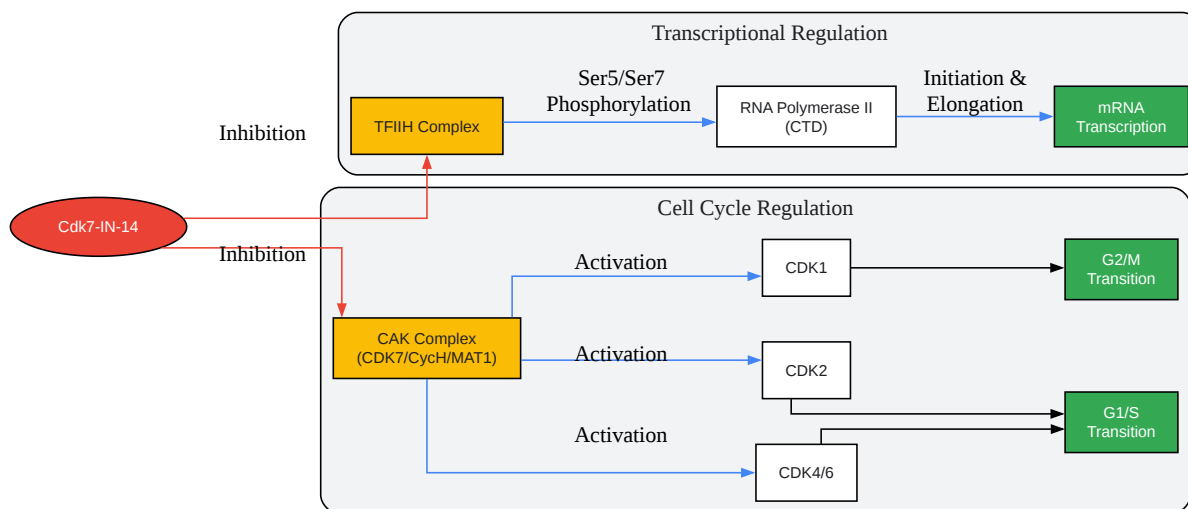 Transcriptional Regulation
Ser5/Ser7
Phosphorylation
Initiation &
Elongation
TFIIH Complex
RNA Polymerase II
(CTD)
mRNA
Transcription
Inhibition
Cdk7-IN-14
Inhibition
Cell Cycle Regulation
Activation
CDK1
G2/M
Transition
CAK Complex
(CDK7/CycH/MAT1)
Activation
CDK2
G1/S
Transition
Activation
CDK4/6